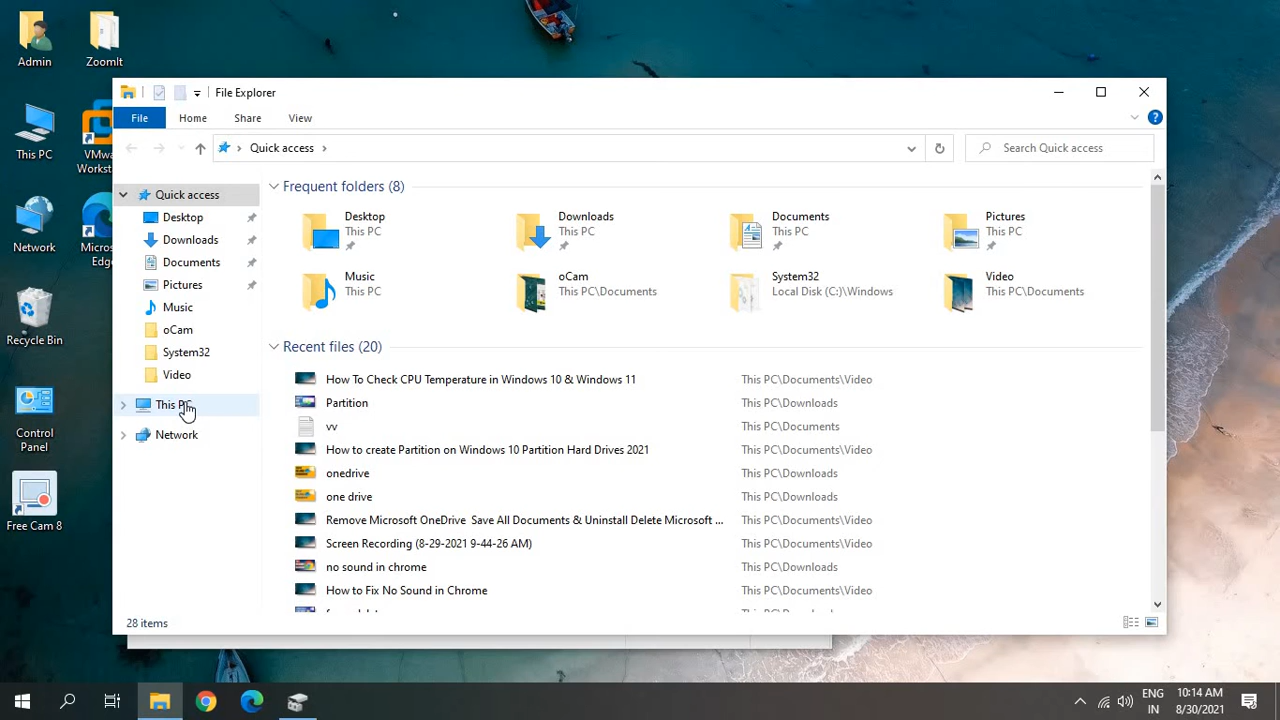 Admin
ZoomIt
This PC
VMwa
Workst
Network
Micros
Edg
Recycle Bin
Control
Panel
Free Cam 8
File Explorer
File
Home
Share
View
Quick access
Search Quick access
Quick access
Desktop
Downloads
Documents
Pictures
Music
oCam
System32
Video
This PC
Network
Frequent folders (8)
Desktop
This PC
Downloads
This PC
Documents
This PC
Pictures
This PC
Music
This PC
oCam
This PC\Documents
System32
Local Disk (C:)\Windows
Video
This PC\Documents
Recent files (20)
How To Check CPU Temperature in Windows 10 & Windows 11 This PC\Documents\Video
Partition This PC\Downloads
vv This PC\Documents
How to create Partition on Windows 10 Partition Hard Drives 2021 This PC\Documents\Video
onedrive This PC\Downloads
one drive This PC\Downloads
Remove Microsoft OneDrive Save All Documents & Uninstall Delete Microsoft ... This PC\Documents\Video
Screen Recording (8-29-2021 9-44-26 AM) This PC\Documents\Video
no sound in chrome This PC\Downloads
How to Fix No Sound in Chrome This PC\Documents\Video
28 items
ENG
IN
10:14 AM
8/30/2021